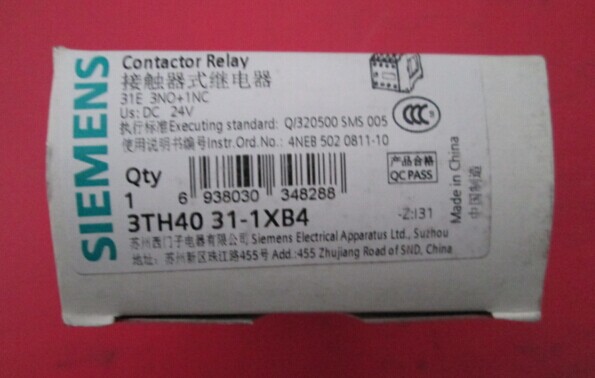 SIEMENS
Contactor Relay
接触器式继电器
31E 3NO+1NC
Us: DC 24V
执行标准Executing standard: Q/320500 SMS 005
使用说明书编号Instr.Ord.No.: 4NEB 502 0811-10
CCC
产品合格
QC PASS
Qty
1
6 938030 348288
3TH40 31-1XB4
-Z:I31
Made in China
中国制造
苏州西门子电器有限公司 Siemens Electrical Apparatus Ltd., Suzhou
地址: 苏州新区珠江路455号 Add.:455 Zhujiang Road of SND, China